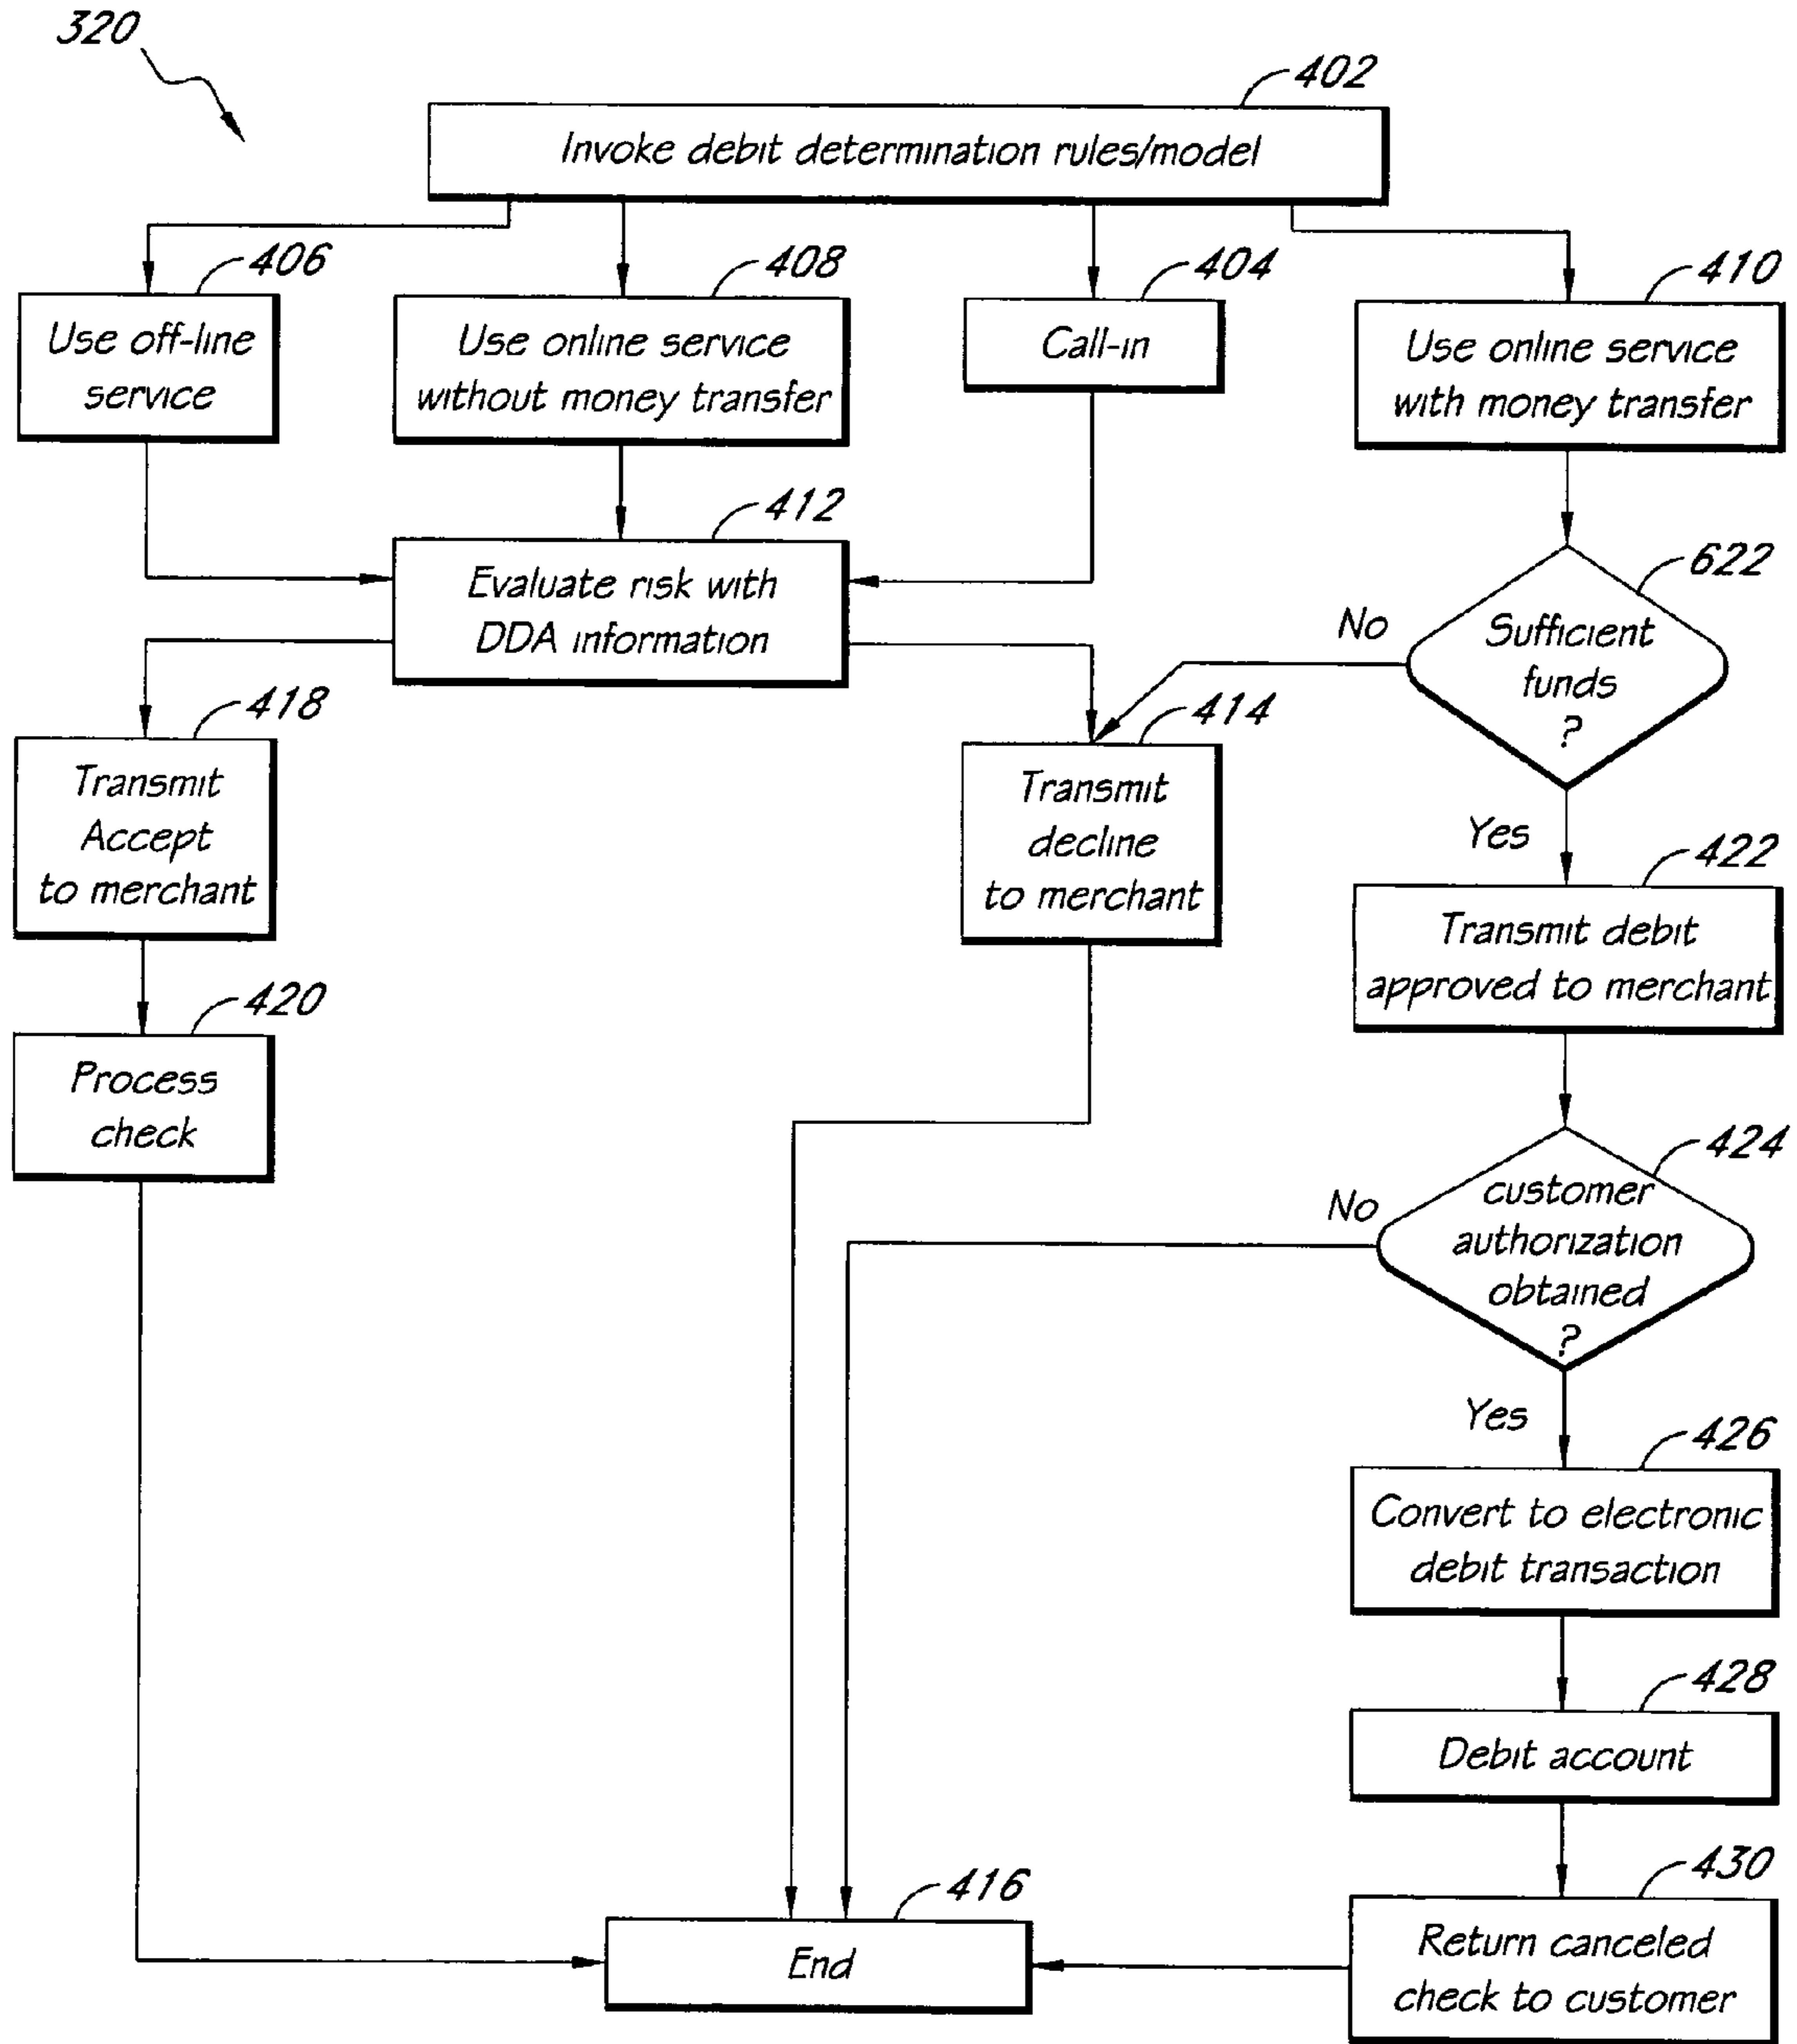 320
402
Invoke debit determination rules/model
406
408
404
410
Use off-line
service
Use online service
without money transfer
Call-in
Use online service
with money transfer
412
Evaluate risk with
DDA information
622
Sufficient
funds
?
No
Yes
418
Transmit
Accept
to merchant
414
Transmit
decline
to merchant
422
Transmit debit
approved to merchant
420
Process
check
424
customer
authorization
obtained
?
No
Yes
426
Convert to electronic
debit transaction
428
Debit account
416
End
430
Return canceled
check to customer